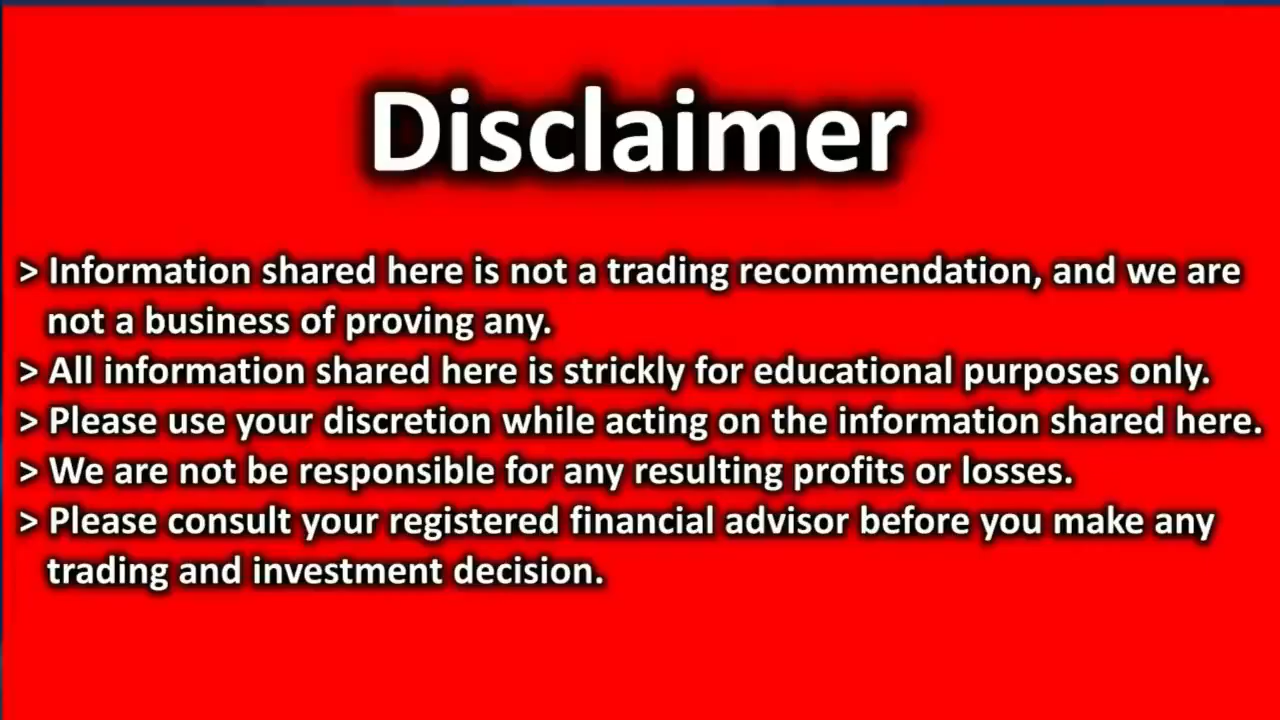 Disclaimer
> Information shared here is not a trading recommendation, and we are
not a business of proving any.
> All information shared here is strickly for educational purposes only.
> Please use your discretion while acting on the information shared here.
> We are not be responsible for any resulting profits or losses.
> Please consult your registered financial advisor before you make any
trading and investment decision.